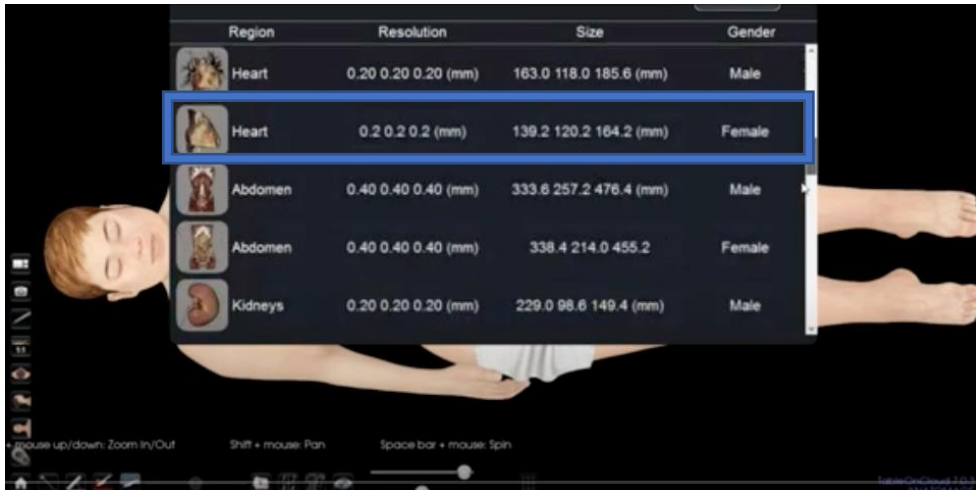 Region Resolution Size Gender
Heart 0.20 0.20 0.20 (mm) 163.0 118.0 185.6 (mm) Male
Heart 0.2 0.2 0.2 (mm) 139.2 120.2 164.2 (mm) Female
Abdomen 0.40 0.40 0.40 (mm) 333.6 257.2 476.4 (mm) Male
Abdomen 0.40 0.40 0.40 (mm) 338.4 214.0 455.2 Female
Kidneys 0.20 0.20 0.20 (mm) 229.0 98.6 149.4 (mm) Male
+ mouse up/down: Zoom In/Out Shift + mouse: Pan Space bar + mouse: Spin
TableOnCloud 7.0